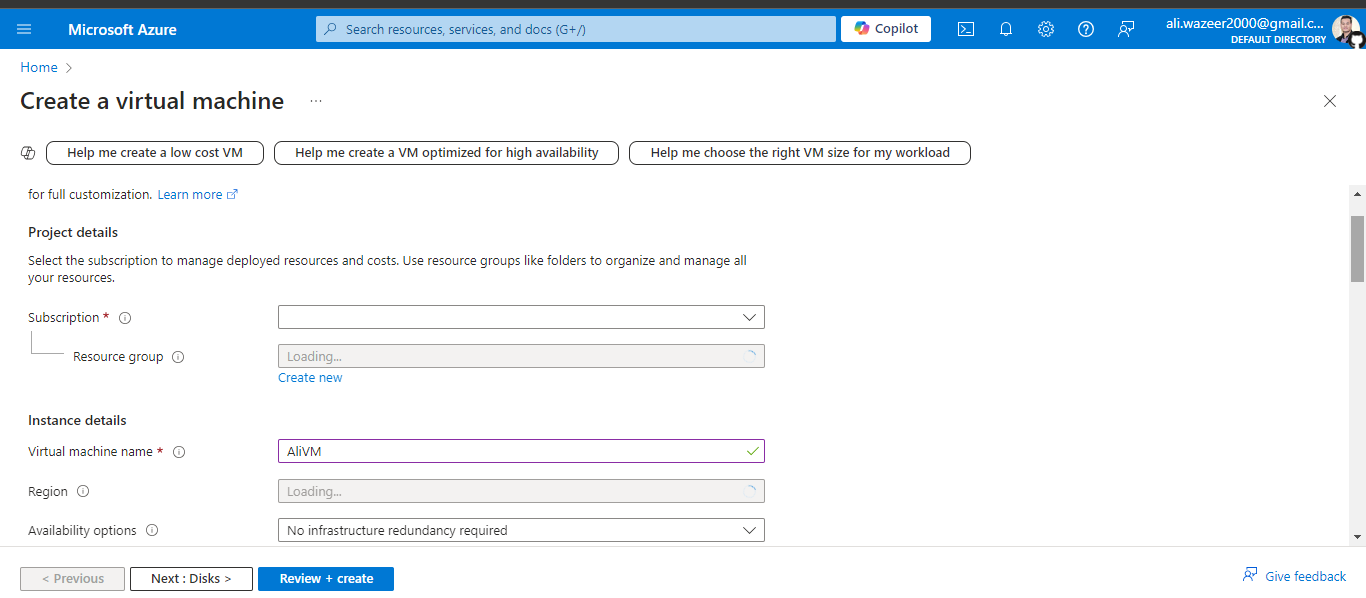 Microsoft Azure
Search resources, services, and docs (G+/)
Copilot
ali.wazeer2000@gmail.c...
DEFAULT DIRECTORY
Home
Create a virtual machine
Help me create a low cost VM
Help me create a VM optimized for high availability
Help me choose the right VM size for my workload
for full customization. Learn more
Project details
Select the subscription to manage deployed resources and costs. Use resource groups like folders to organize and manage all
your resources.
Subscription *
Resource group
Loading...
Create new
Instance details
Virtual machine name *
AliVM
Region
Loading...
Availability options
No infrastructure redundancy required
< Previous
Next : Disks >
Review + create
Give feedback